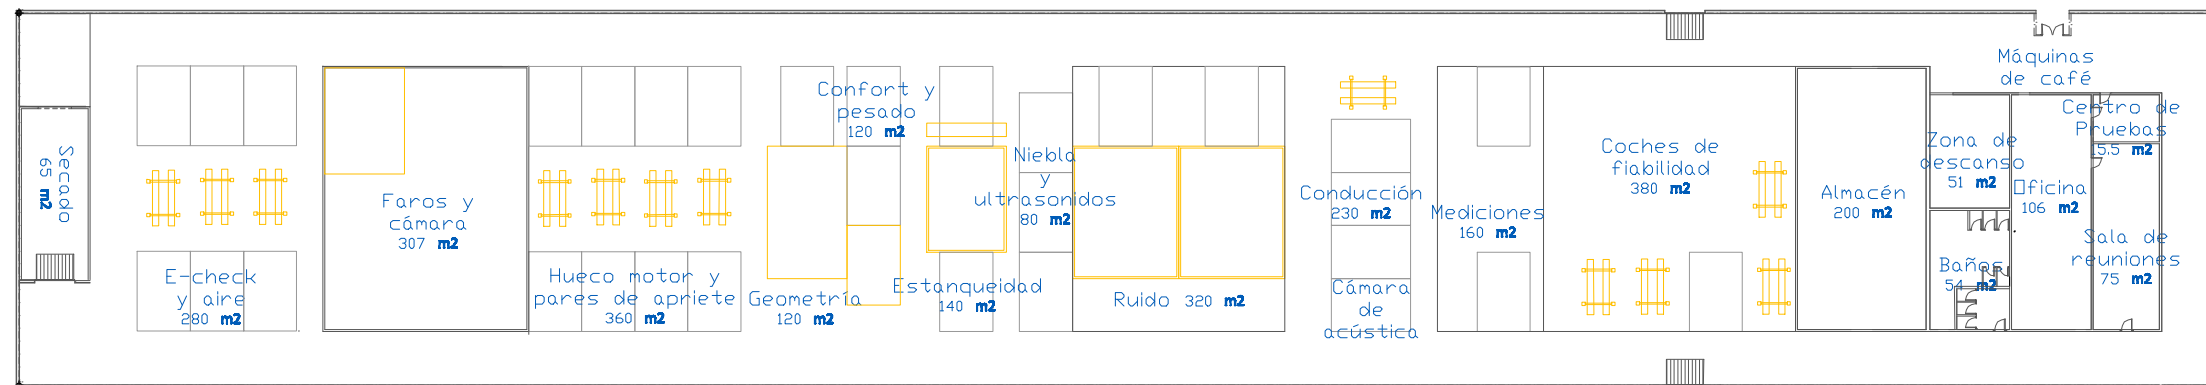 Secado
65 m2
E-check
y aire
280 m2
Faros y
cámara
307 m2
Hueco motor y
pares de apriete
360 m2
Geometría
120 m2
Confort y
pesado
120 m2
Estanqueidad
140 m2
Niebla
y
ultrasonidos
80 m2
Ruido 320 m2
Conducción
230 m2
Cámara
de
acústica
Mediciones
160 m2
Coches de
fiabilidad
380 m2
Almacén
200 m2
Zona de
descanso
51 m2
Baños
54 m2
Oficina
106 m2
Máquinas
de café
Centro de
Pruebas
15.5 m2
Sala de
reuniones
75 m2